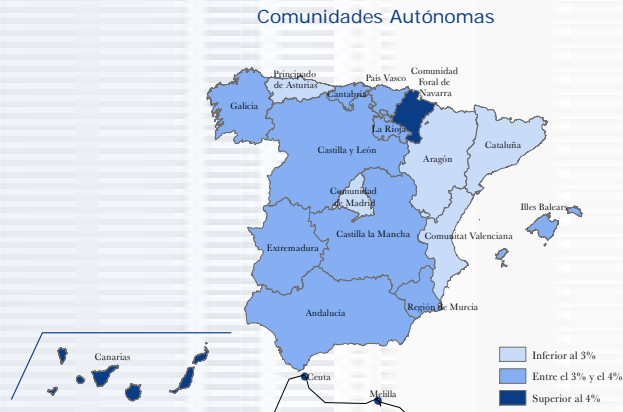 Comunidades Autónomas
Principado
de Asturias
País Vasco
Comunidad
Foral de
Navarra
Galicia
Cantabria
La Rioja
Castilla y León
Aragón
Cataluña
Comunidad
de Madrid
Illes Balears
Castilla la Mancha
Comunitat Valenciana
Extremadura
Andalucia
Región de Murcia
Canarias
Inferior al 3%
Entre el 3% y el 4%
Ceuta
Melilla
Superior al 4%